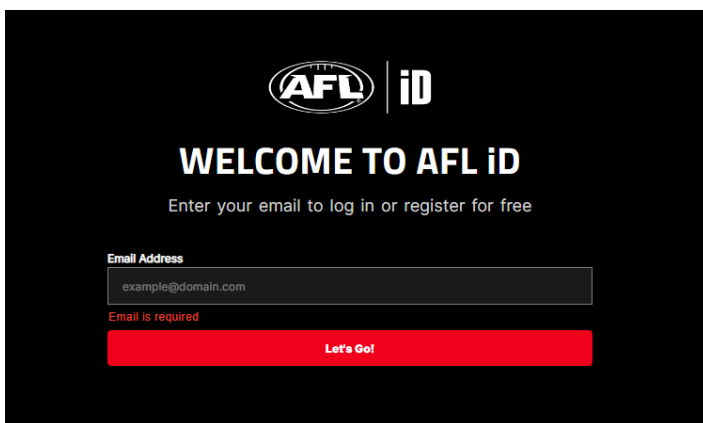 AFL iD
WELCOME TO AFL iD
Enter your email to log in or register for free
Email Address
example@domain.com
Email is required
Let's Go!